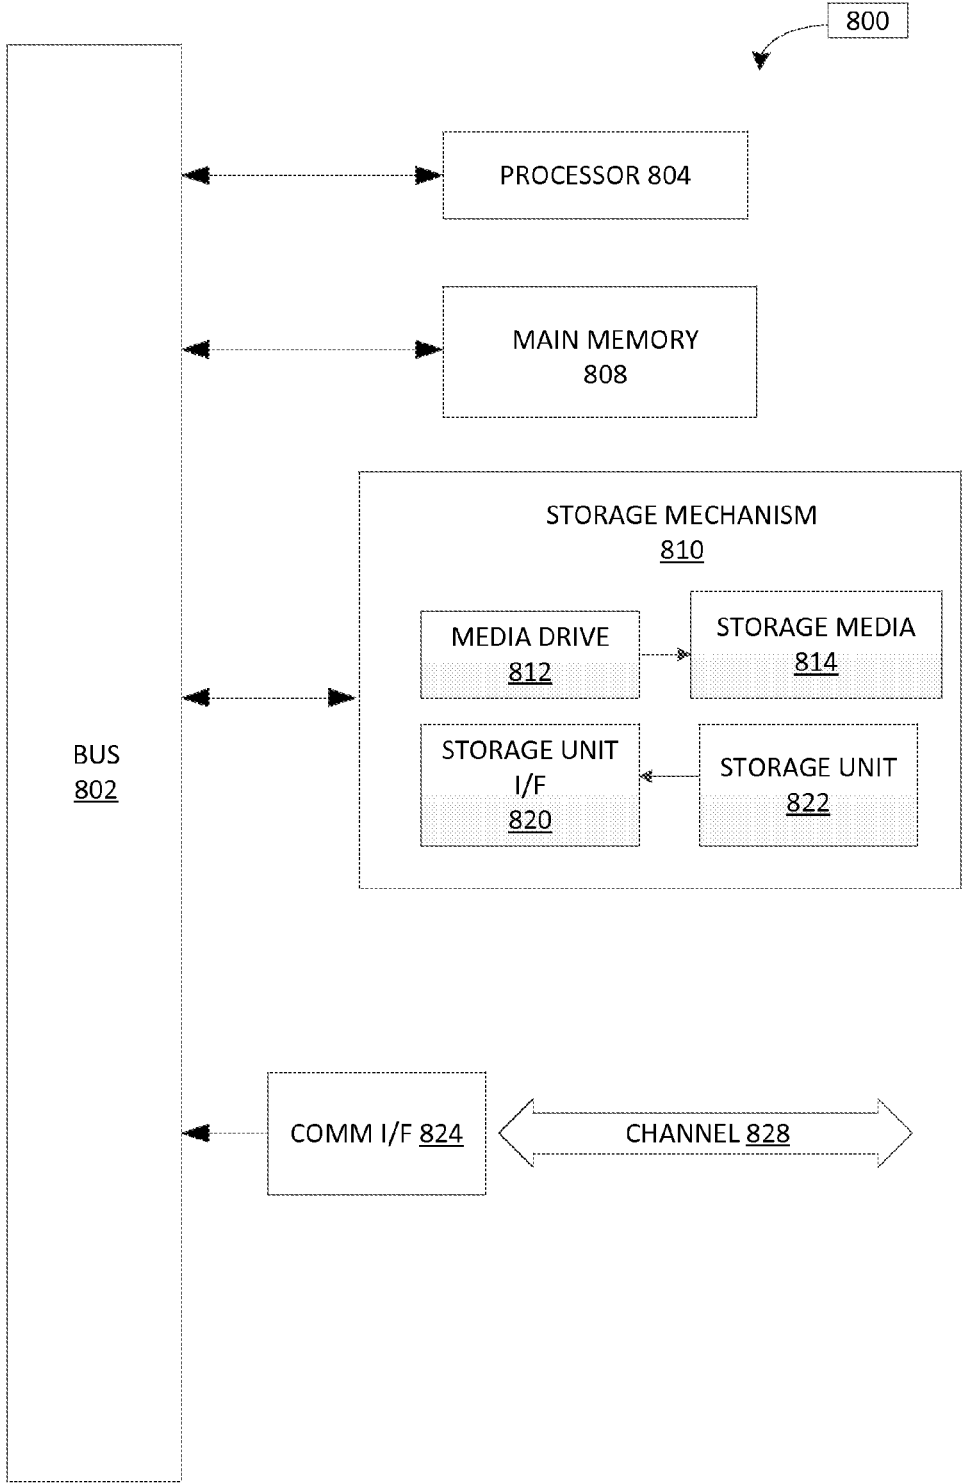 800
PROCESSOR 804
MAIN MEMORY
808
STORAGE MECHANISM
810
MEDIA DRIVE
812
STORAGE MEDIA
814
STORAGE UNIT
I/F
820
STORAGE UNIT
822
BUS
802
COMM I/F 824
CHANNEL 828